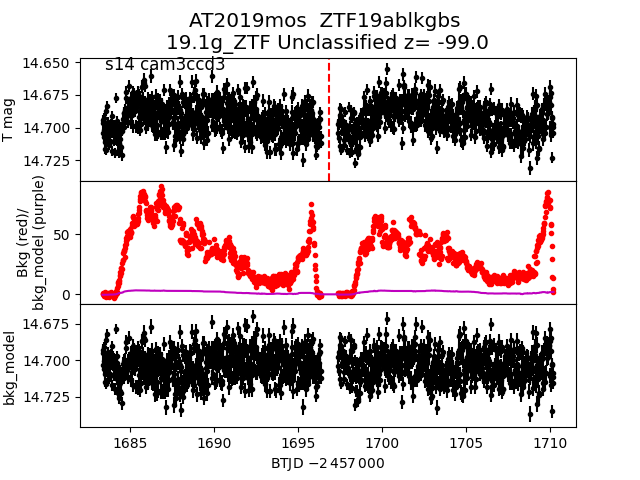 AT2019mos  ZTF19ablkgbs
19.1g_ZTF Unclassified z= -99.0
s14 cam3ccd3
14.650
14.675
14.700
14.725
T mag
50
0
Bkg (red)/
bkg_model (purple)
14.675
14.700
14.725
bkg_model
1685
1690
1695
1700
1705
1710
BTJD −2 457 000